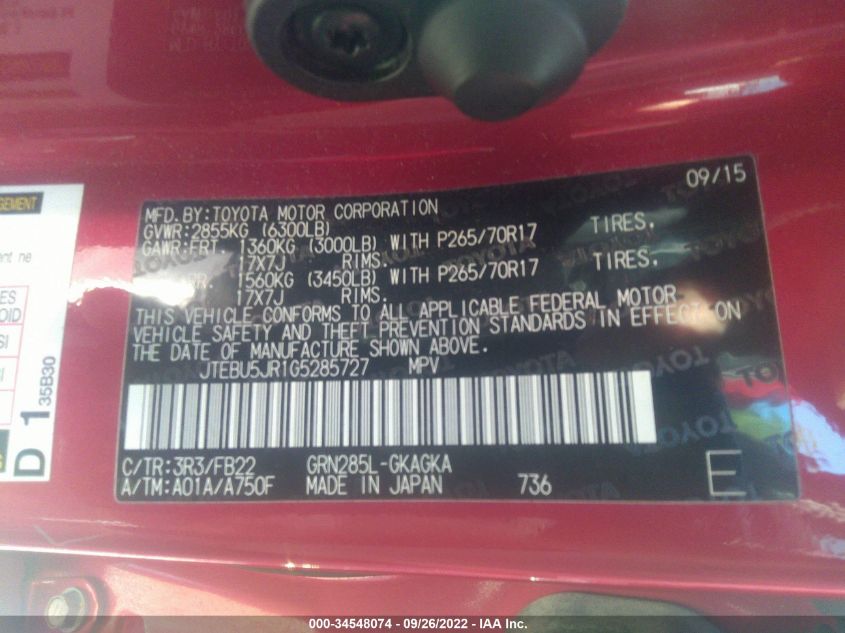 09/15
MFD.BY:TOYOTA MOTOR CORPORATION
GVWR:2855KG (6300LB)
GAWR:FRT. 1360KG (3000LB) WITH P265/70R17 TIRES.
17X7J RIMS.
RR. 1560KG (3450LB) WITH P265/70R17 TIRES.
17X7J RIMS.
THIS VEHICLE CONFORMS TO ALL APPLICABLE FEDERAL MOTOR
VEHICLE SAFETY AND THEFT PREVENTION STANDARDS IN EFFECT ON
THE DATE OF MANUFACTURE SHOWN ABOVE.
JTEBU5JR1G5285727 MPV
C/TR:3R3/FB22 GRN285L-GKAGKA
A/TM:A01A/A750F MADE IN JAPAN 736 E
D 1 35B30
000-34548074 - 09/26/2022 - IAA Inc.